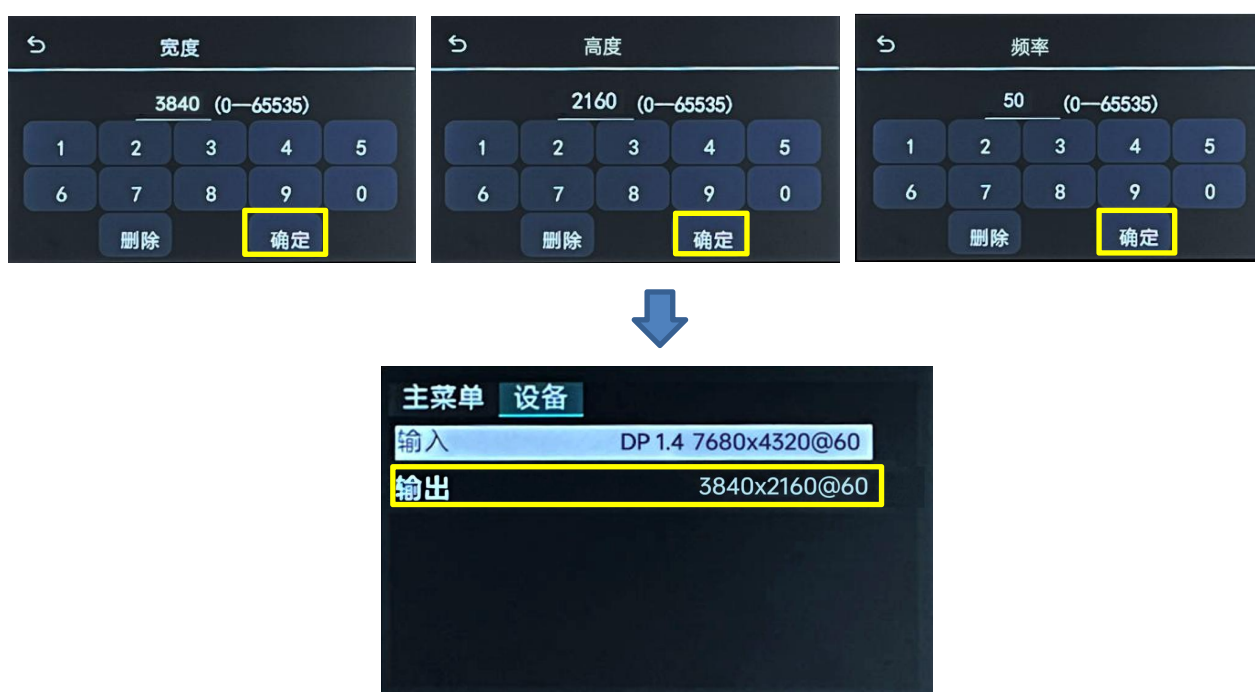 宽度
3840 (0—65535)
1 2 3 4 5
6 7 8 9 0
删除 确定
高度
2160 (0—65535)
1 2 3 4 5
6 7 8 9 0
删除 确定
频率
50 (0—65535)
1 2 3 4 5
6 7 8 9 0
删除 确定
主菜单 设备
输入 DP 1.4 7680x4320@60
输出 3840x2160@60